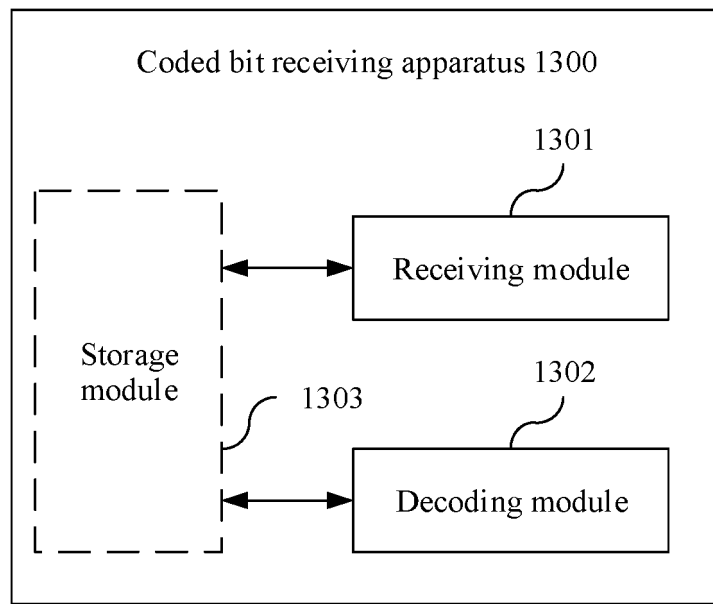 Coded bit receiving apparatus 1300
1301
Receiving module
Storage
module
1303
1302
Decoding module